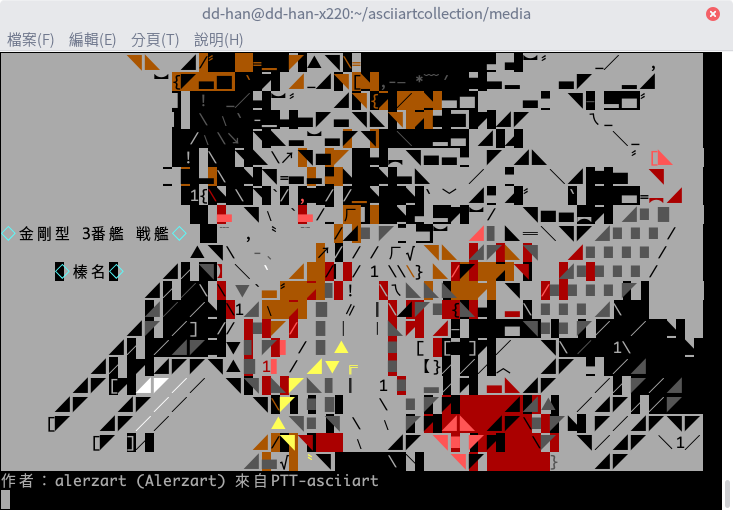 dd-han@dd-han-x220:~/asciiartcollection/media
檔案(F) 編輯(E) 分頁(T) 說明(H)
◇金剛型 3番艦 戦艦◇
◇榛名◇
作者：alerzart (Alerzart) 來自PTT-asciiart